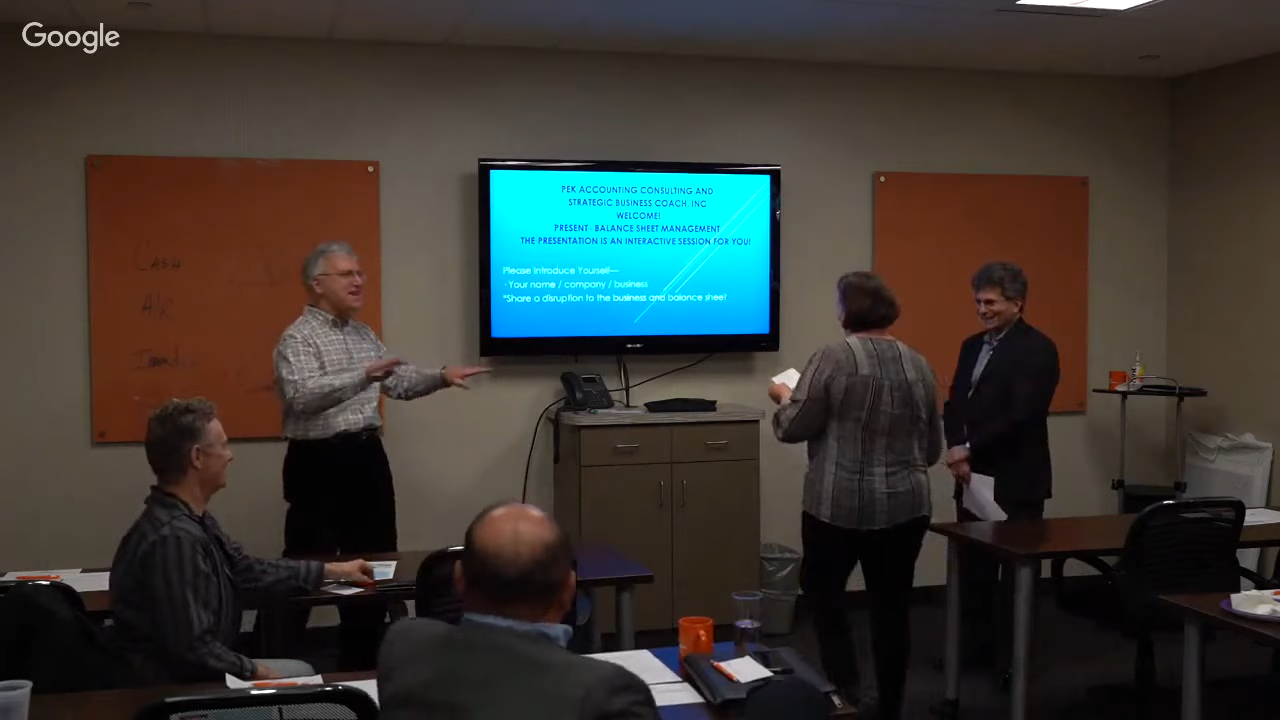 Google
PEK ACCOUNTING CONSULTING AND
STRATEGIC BUSINESS COACH, INC
WELCOME!
PRESENT - BALANCE SHEET MANAGEMENT
THE PRESENTATION IS AN INTERACTIVE SESSION FOR YOU!
Please Introduce Yourself—
- Your name / company / business
*Share a disruption to the business and balance sheet
CASH
A/R